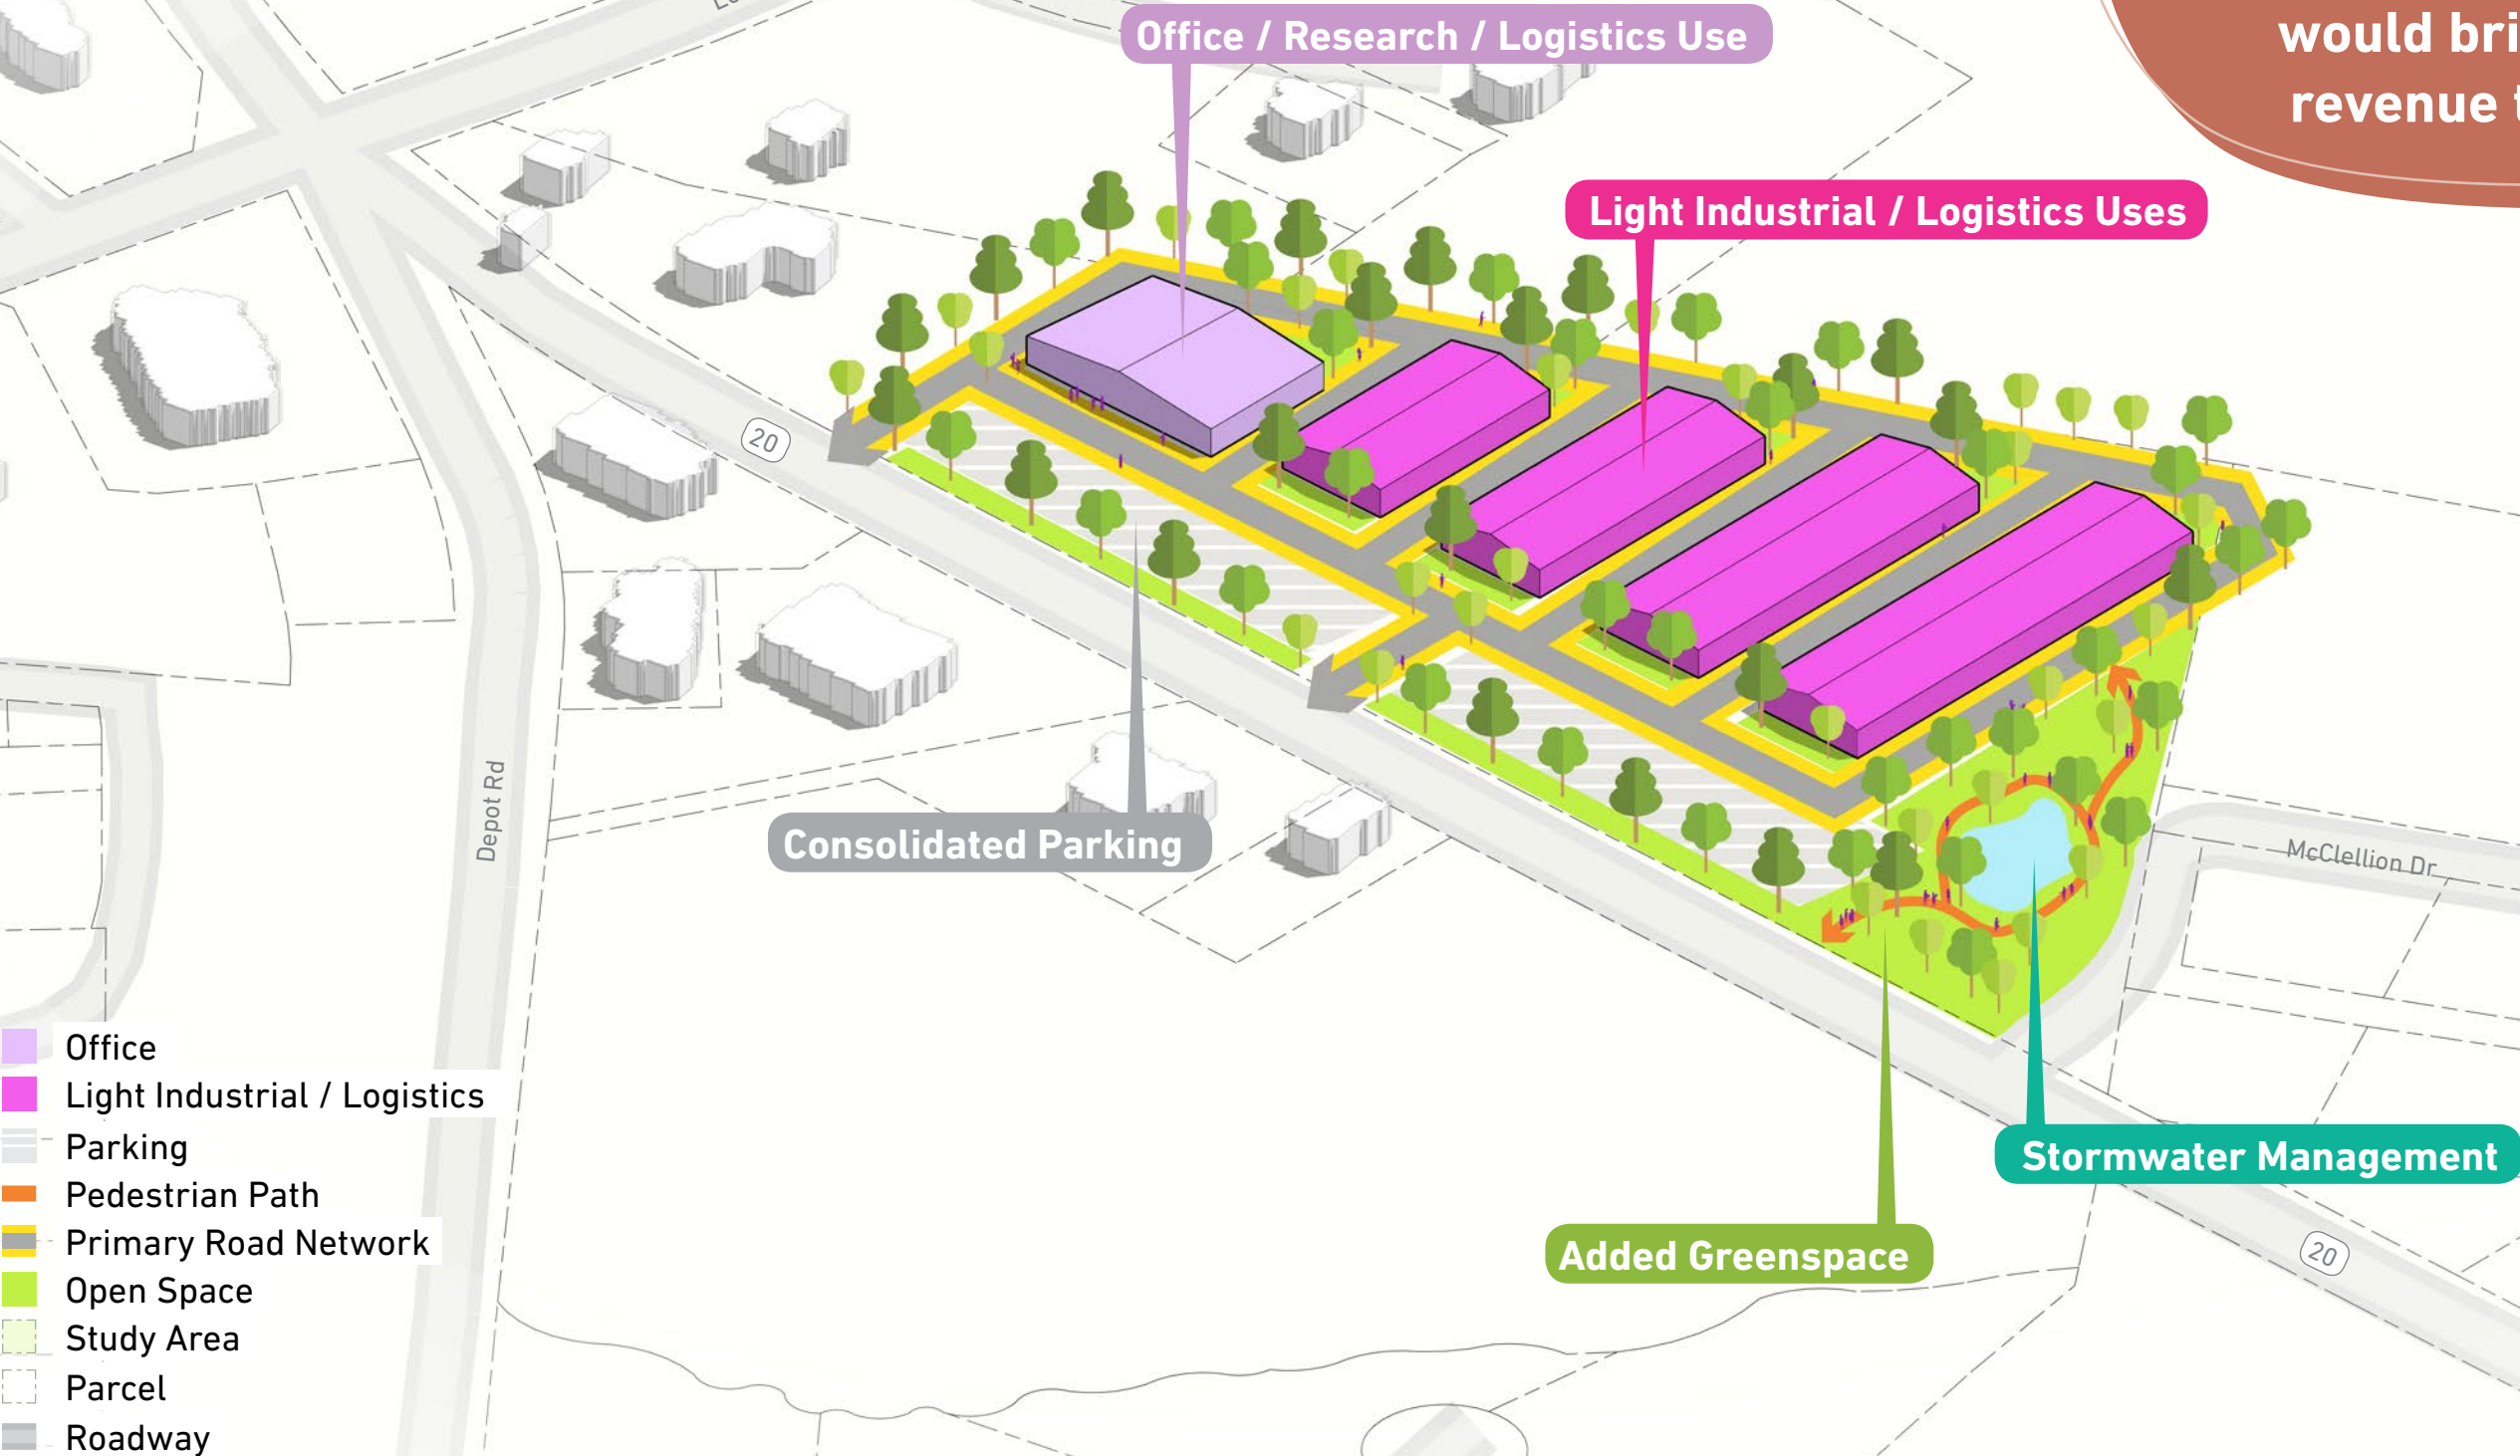 would
revenue
Office / Research / Logistics Use
Light Industrial / Logistics Uses
20
Depot Rd
Consolidated Parking
McClellion Dr
Stormwater Management
Added Greenspace
20
Office
Light Industrial / Logistics
Parking
Pedestrian Path
Primary Road Network
Open Space
Study Area
Parcel
Roadway